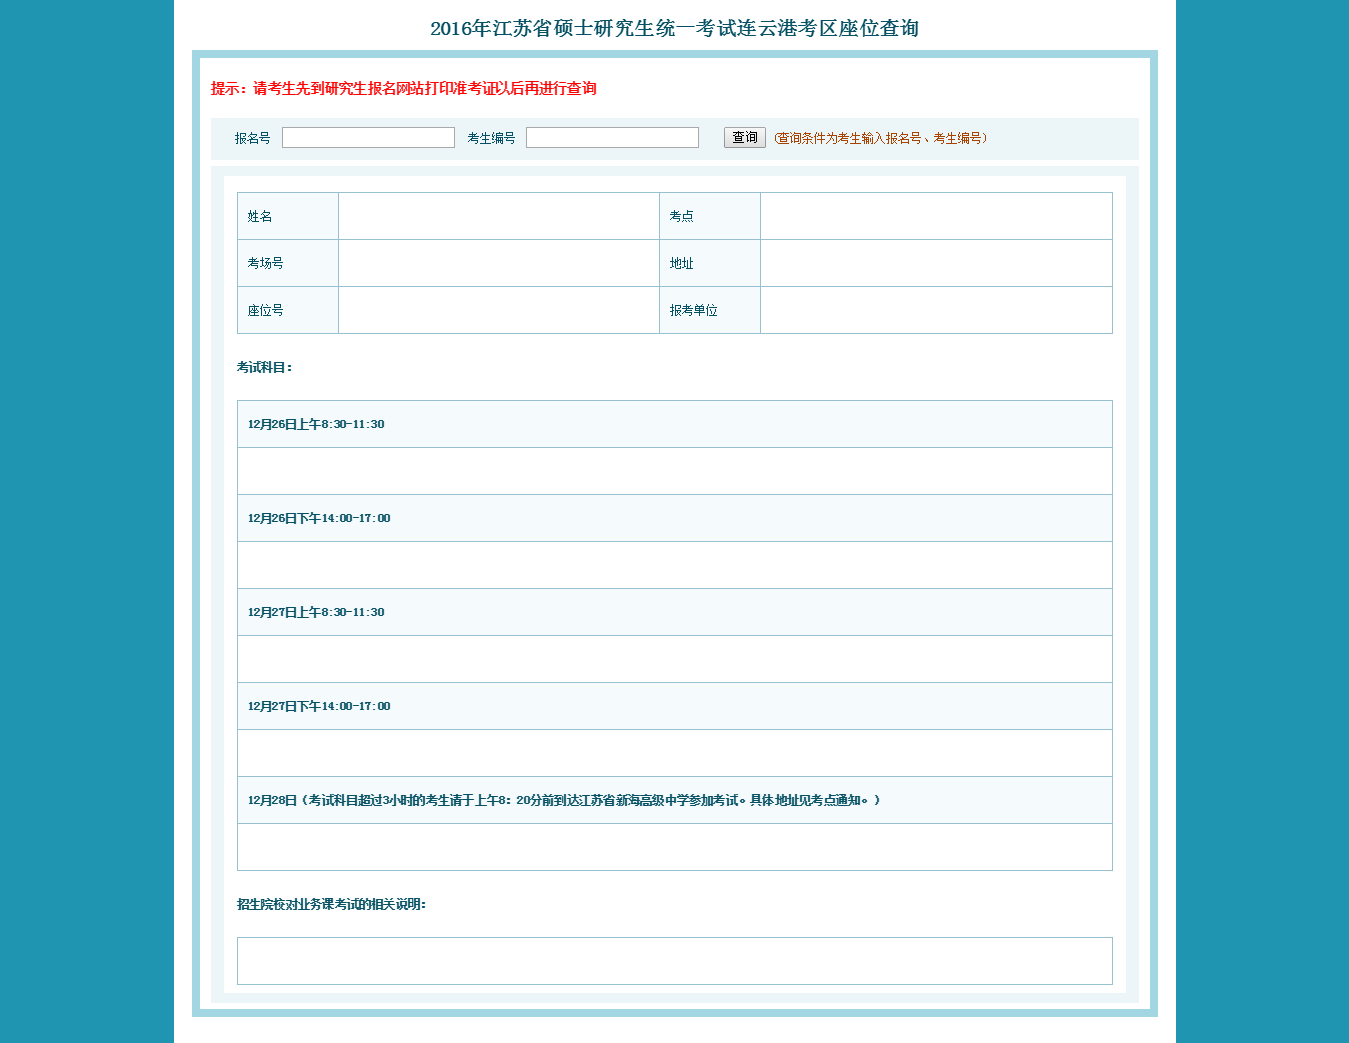 2016年江苏省硕士研究生统一考试连云港考区座位查询
提示：请考生先到研究生报名网站打印准考证以后再进行查询
报名号 考生编号 查询 (查询条件为考生输入报名号、考生编号)
姓名 考点
考场号 地址
座位号 报考单位
考试科目：
12月26日上午8:30-11:30
12月26日下午14:00-17:00
12月27日上午8:30-11:30
12月27日下午14:00-17:00
12月28日（考试科目超过3小时的考生请于上午8：20分前到达江苏省新海高级中学参加考试。具体地址见考点通知。）
招生院校对业务课考试的相关说明：